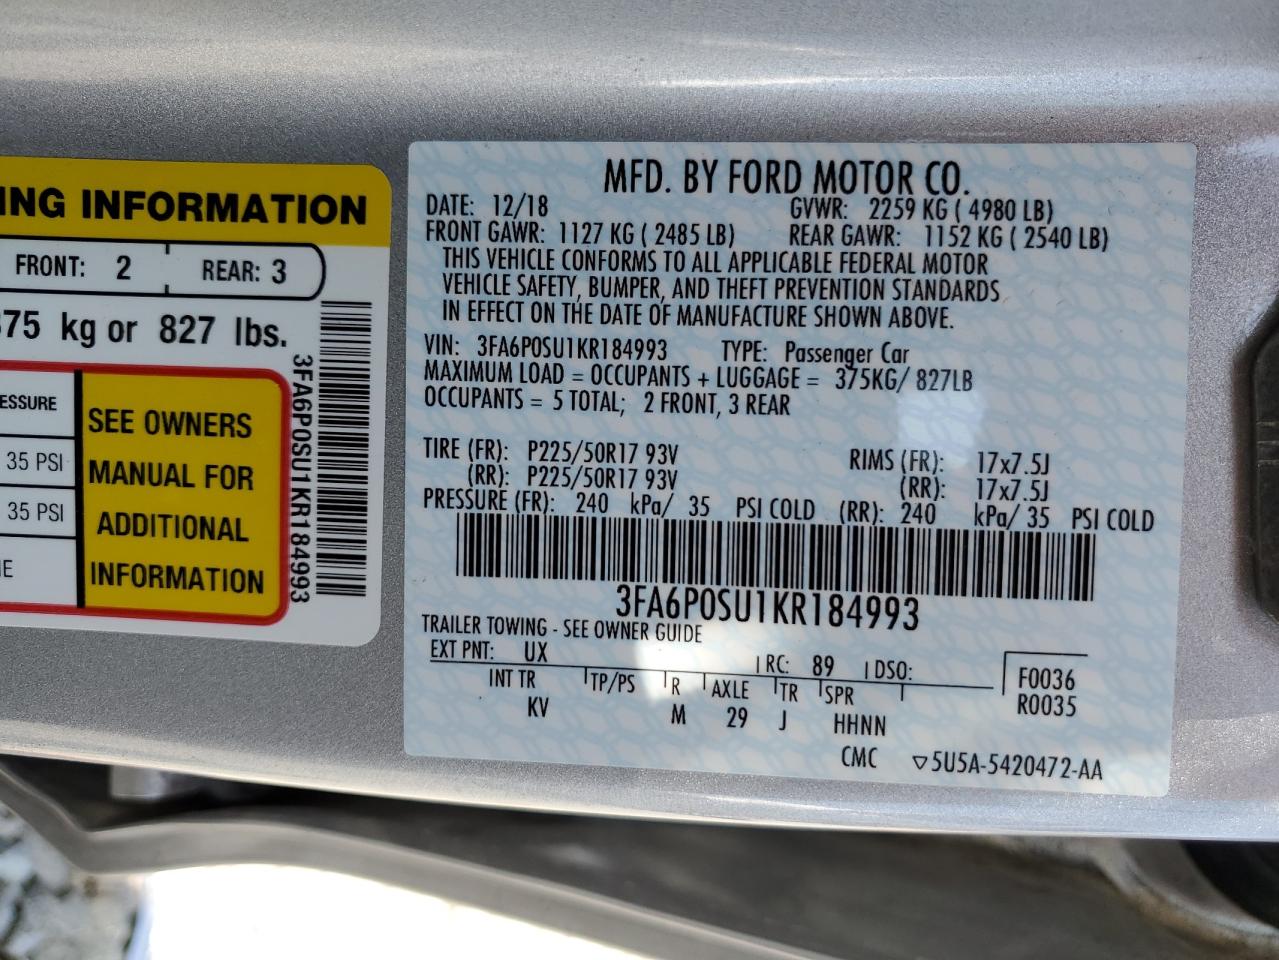 ING INFORMATION
FRONT: 2 REAR: 3
375 kg or 827 lbs.
ESSURE
35 PSI
35 PSI
SEE OWNERS
MANUAL FOR
ADDITIONAL
INFORMATION
3FA6P0SU1KR184993
MFD. BY FORD MOTOR CO.
DATE: 12/18 GVWR: 2259 KG ( 4980 LB)
FRONT GAWR: 1127 KG ( 2485 LB) REAR GAWR: 1152 KG ( 2540 LB)
THIS VEHICLE CONFORMS TO ALL APPLICABLE FEDERAL MOTOR
VEHICLE SAFETY, BUMPER, AND THEFT PREVENTION STANDARDS
IN EFFECT ON THE DATE OF MANUFACTURE SHOWN ABOVE.
VIN: 3FA6P0SU1KR184993 TYPE: Passenger Car
MAXIMUM LOAD = OCCUPANTS + LUGGAGE = 375KG/ 827LB
OCCUPANTS = 5 TOTAL; 2 FRONT, 3 REAR
TIRE (FR): P225/50R17 93V RIMS (FR): 17x7.5J
(RR): P225/50R17 93V (RR): 17x7.5J
PRESSURE (FR): 240 kPa/ 35 PSI COLD (RR): 240 kPa/ 35 PSI COLD
3FA6P0SU1KR184993
TRAILER TOWING - SEE OWNER GUIDE
EXT PNT: UX RC: 89 DSO: F0036
INT TR TP/PS R AXLE TR SPR R0035
KV M 29 J HHNN
CMC ▽5U5A-5420472-AA